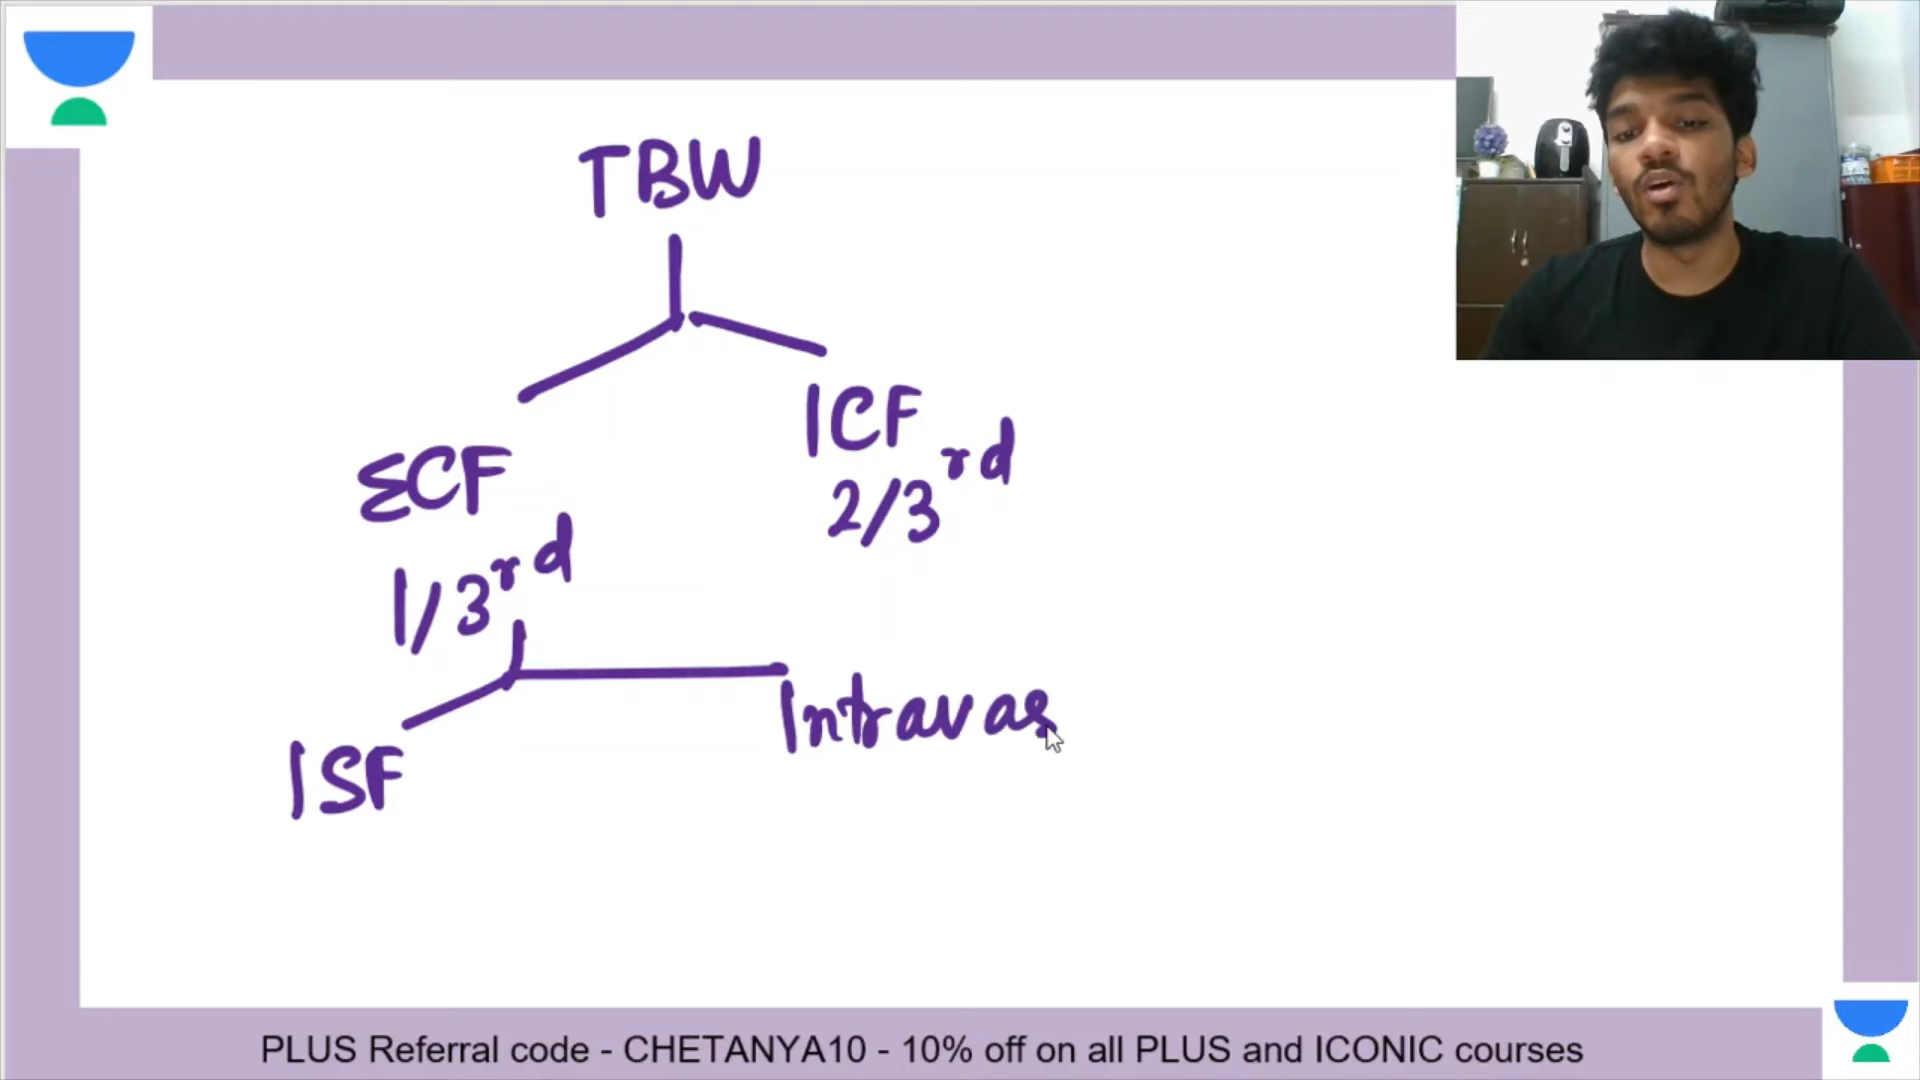 TBW
ICF
2/3rd
ECF
1/3rd
Intravas
ISF
PLUS Referral code - CHETANYA10 - 10% off on all PLUS and ICONIC courses